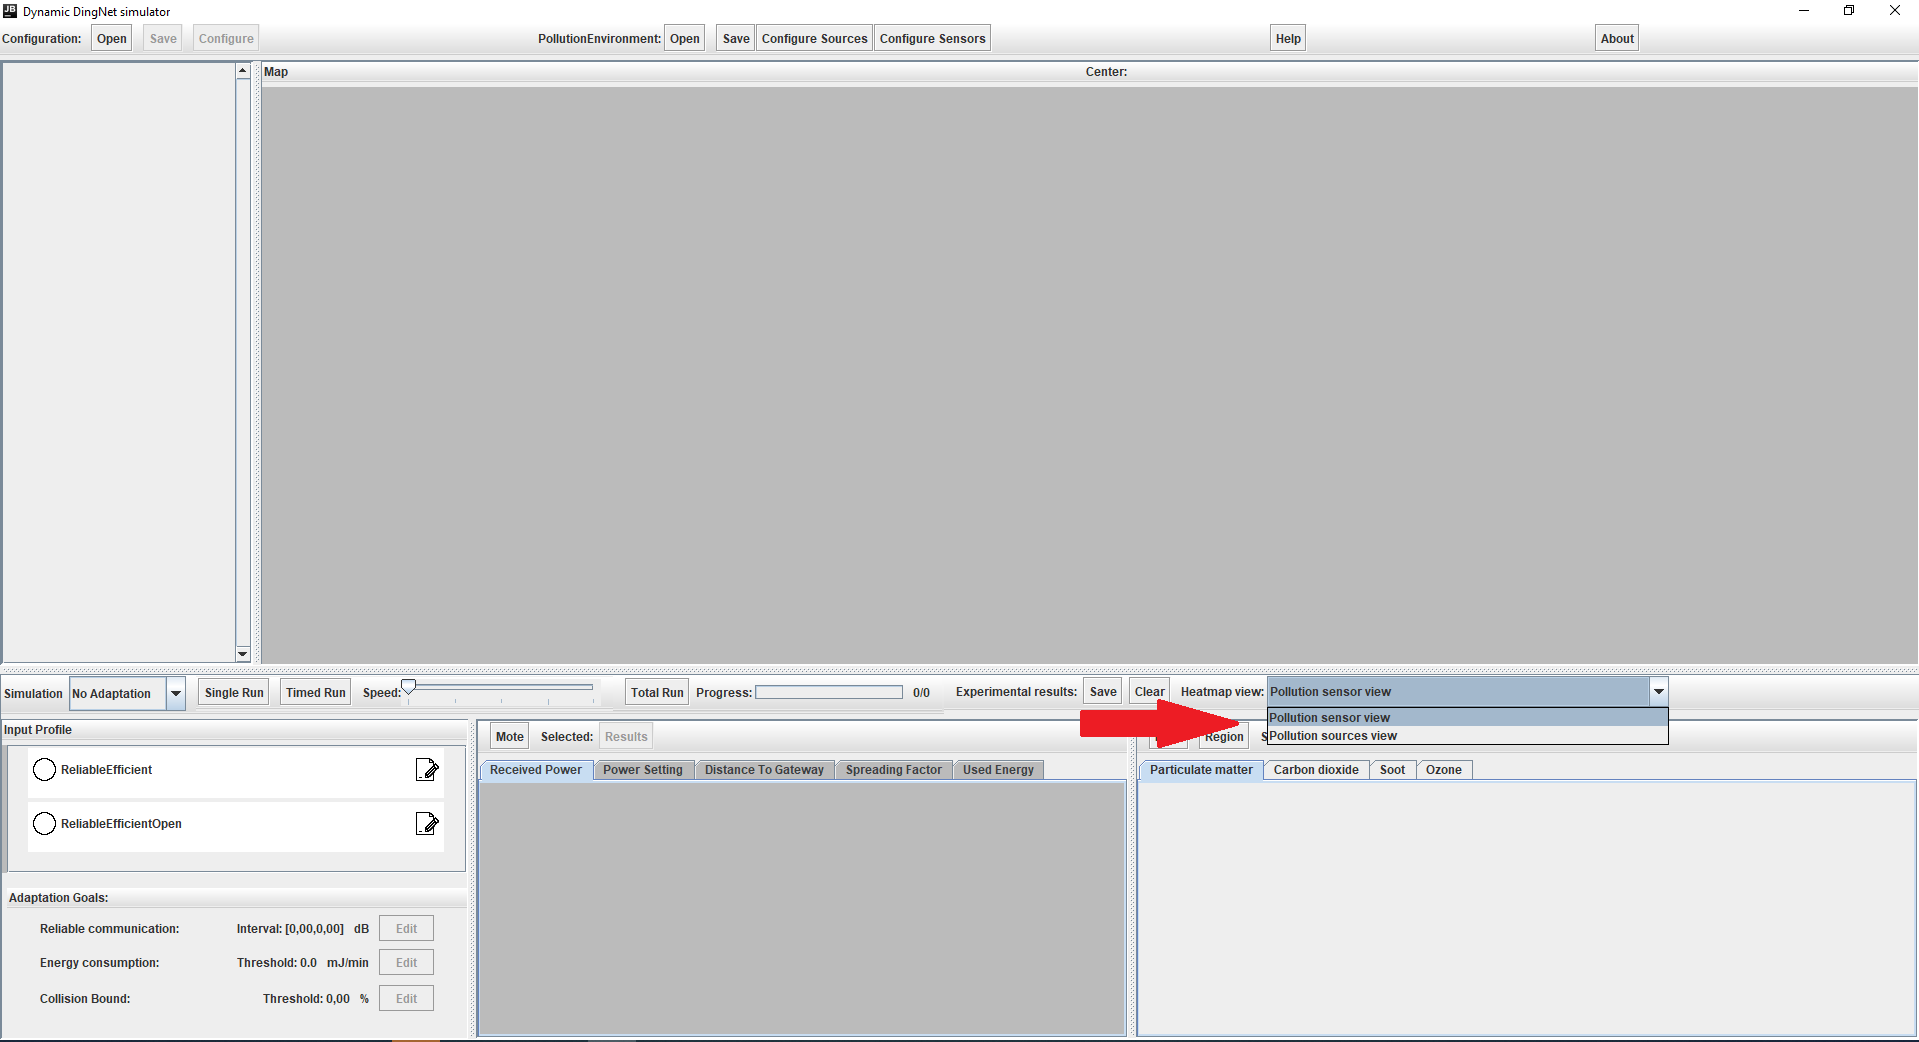 JB Dynamic DingNet simulator
Configuration: Open Save Configure PollutionEnvironment: Open Save Configure Sources Configure Sensors Help About
Map Center:
Simulation No Adaptation Single Run Timed Run Speed: Total Run Progress: 0/0 Experimental results: Save Clear Heatmap view: Pollution sensor view
Pollution sensor view
Pollution sources view
Input Profile
Mote Selected: Results Region
ReliableEfficient
ReliableEfficientOpen
Received Power Power Setting Distance To Gateway Spreading Factor Used Energy
Particulate matter Carbon dioxide Soot Ozone
Adaptation Goals:
Reliable communication: Interval: [0,00,0,00] dB Edit
Energy consumption: Threshold: 0.0 mJ/min Edit
Collision Bound: Threshold: 0,00 % Edit